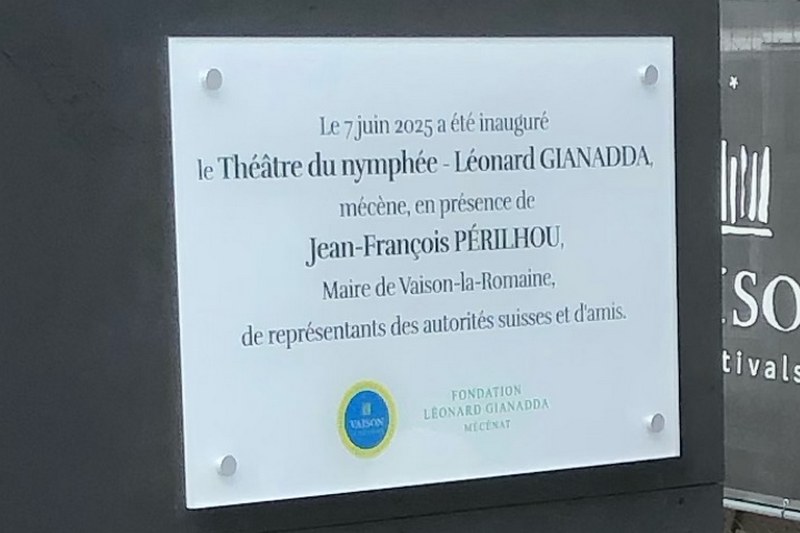 Le 7 juin 2025 a été inauguré
le Théâtre du nymphée - Léonard GIANADDA,
mécène, en présence de
Jean-François PÉRILHOU,
Maire de Vaison-la-Romaine,
de représentants des autorités suisses et d'amis.
VAISON
FONDATION
LÉONARD GIANADDA
MÉCÉNAT
ISO
tivals